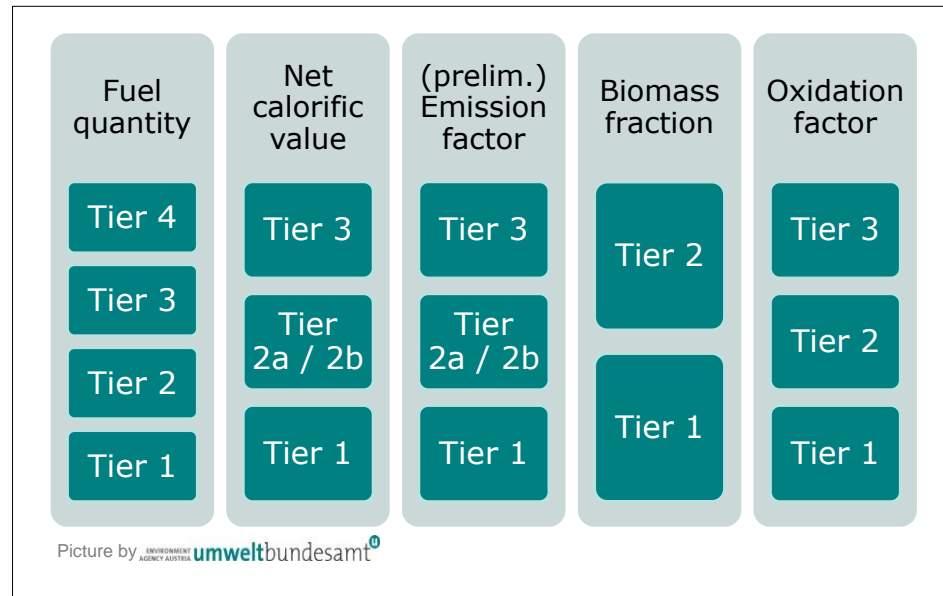 Fuel
quantity
Tier 4
Tier 3
Tier 2
Tier 1
Net
calorific
value
Tier 3
Tier
2a / 2b
Tier 1
(prelim.)
Emission
factor
Tier 3
Tier
2a / 2b
Tier 1
Biomass
fraction
Tier 2
Tier 1
Oxidation
factor
Tier 3
Tier 2
Tier 1
Picture by ENVIRONMENT AGENCY AUSTRIA umweltbundesamt u